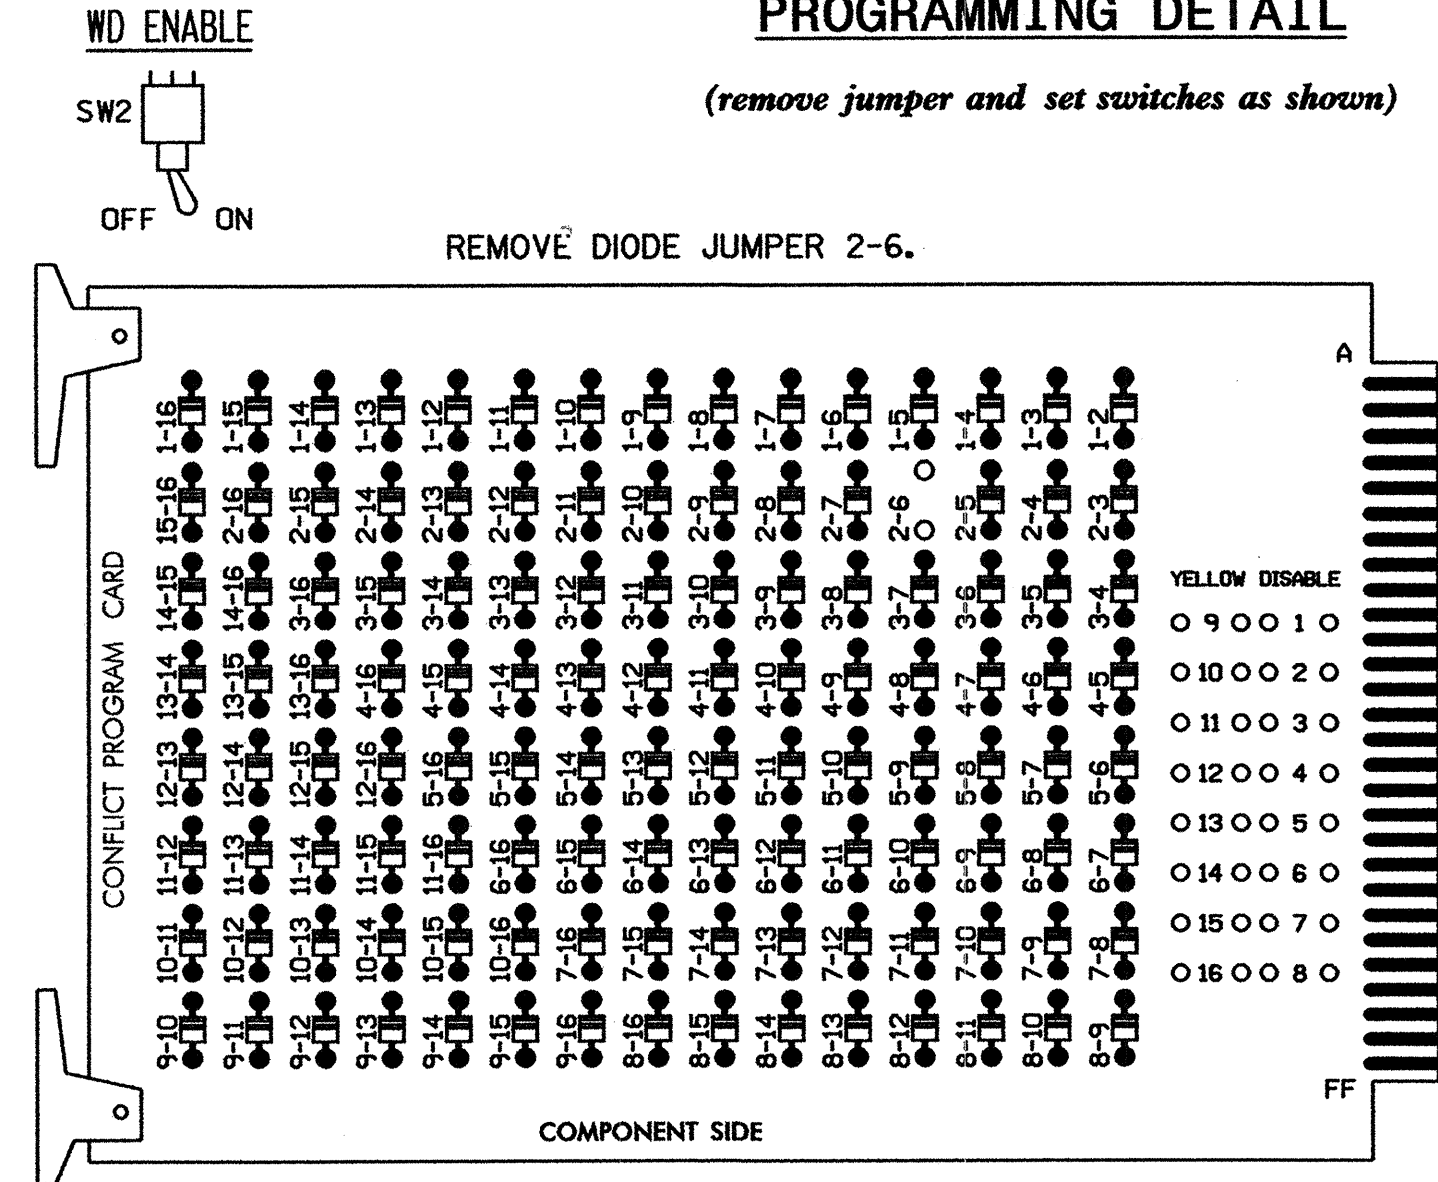 WD ENABLE
PROGRAMMING DETAIL
(remove jumper and set switches as shown)
SW2
OFF ON
REMOVE DIODE JUMPER 2-6.
A
1-16 1-15 1-14 1-13 1-12 1-11 1-10 1-9 1-8 1-7 1-6 1-5 1-4 1-3 1-2
15-16 2-16 2-15 2-14 2-13 2-12 2-11 2-10 2-9 2-8 2-7 2-6 2-5 2-4 2-3
14-15 14-16 3-16 3-15 3-14 3-13 3-12 3-11 3-10 3-9 3-8 3-7 3-6 3-5 3-4
13-14 13-15 13-16 4-16 4-15 4-14 4-13 4-12 4-11 4-10 4-9 4-8 4-7 4-6 4-5
12-13 12-14 12-15 12-16 5-16 5-15 5-14 5-13 5-12 5-11 5-10 5-9 5-8 5-7 5-6
11-12 11-13 11-14 11-15 11-16 6-16 6-15 6-14 6-13 6-12 6-11 6-10 6-9 6-8 6-7
10-11 10-12 10-13 10-14 10-15 10-16 7-16 7-15 7-14 7-13 7-12 7-11 7-10 7-9 7-8
9-10 9-11 9-12 9-13 9-14 9-15 9-16 8-16 8-15 8-14 8-13 8-12 8-11 8-10 8-9
CONFLICT PROGRAM CARD
YELLOW DISABLE
9 1
10 2
11 3
12 4
13 5
14 6
15 7
16 8
FF
COMPONENT SIDE